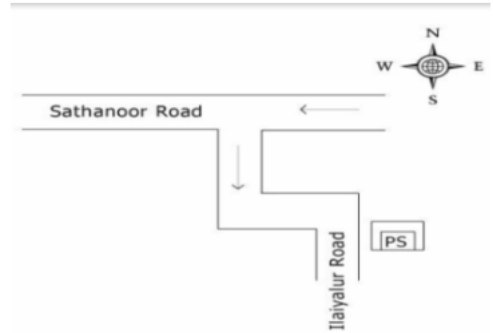 N
W E
S
Sathanoor Road
PS
Ilaiyalur Road